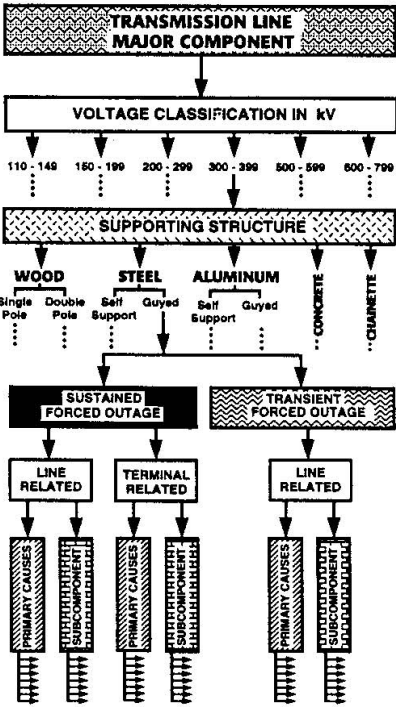 TRANSMISSION LINE
MAJOR COMPONENT
VOLTAGE CLASSIFICATION IN kV
110 - 149 150 - 199 200 - 299 300 - 399 500 - 599 600 - 799
SUPPORTING STRUCTURE
WOOD STEEL ALUMINUM CONCRETE CHAINETTE
Single Pole Double Pole Self Support Guyed Self Support Guyed
SUSTAINED
FORCED OUTAGE
TRANSIENT
FORCED OUTAGE
LINE
RELATED
TERMINAL
RELATED
LINE
RELATED
PRIMARY CAUSES
SUBCOMPONENT
PRIMARY CAUSES
SUBCOMPONENT
PRIMARY CAUSES
SUBCOMPONENT